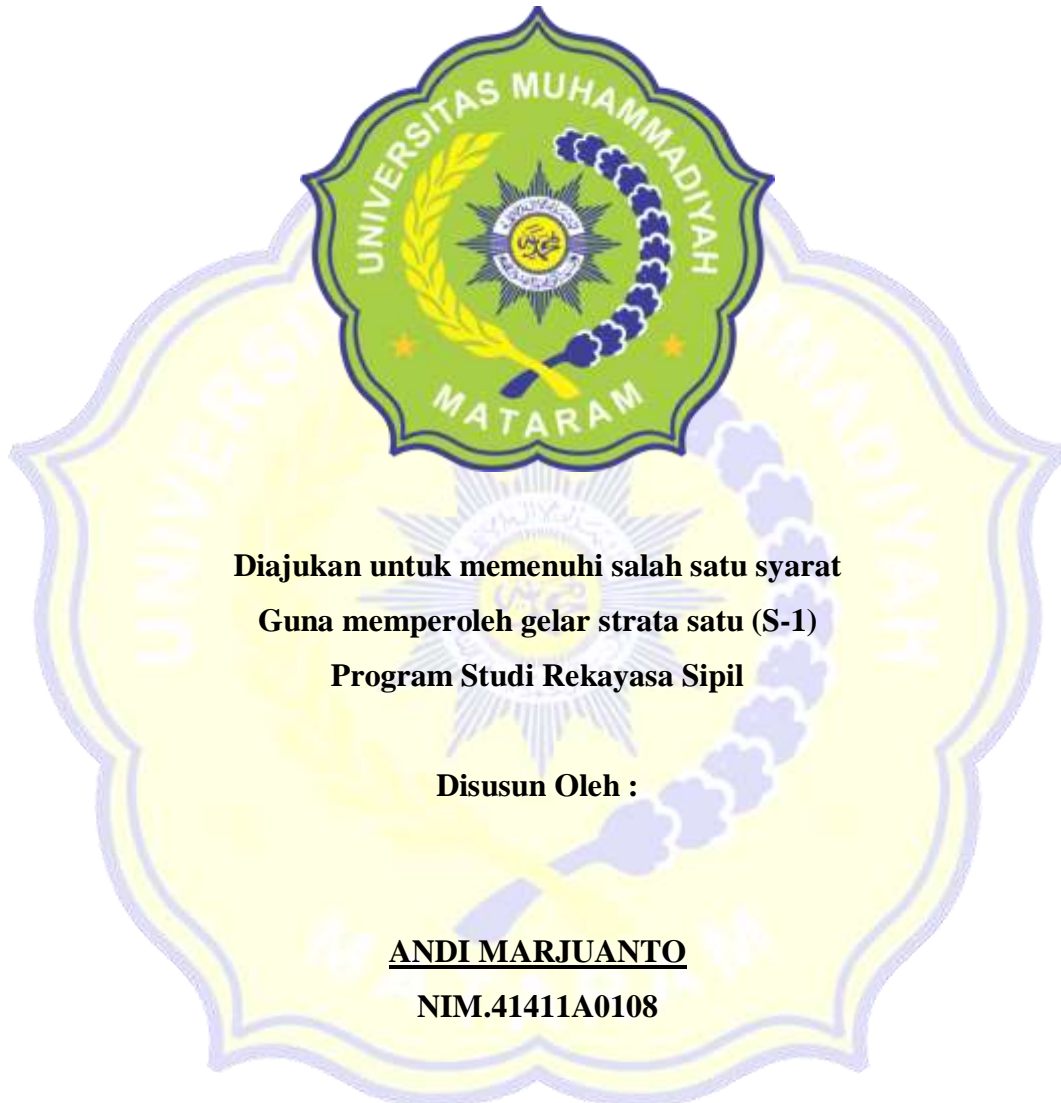 UNIVERSITAS MUHAMMADIYAH
MATARAM
Diajukan untuk memenuhi salah satu syarat
Guna memperoleh gelar strata satu (S-1)
Program Studi Rekayasa Sipil
Disusun Oleh :
ANDI MARJUANTO
NIM.41411A0108